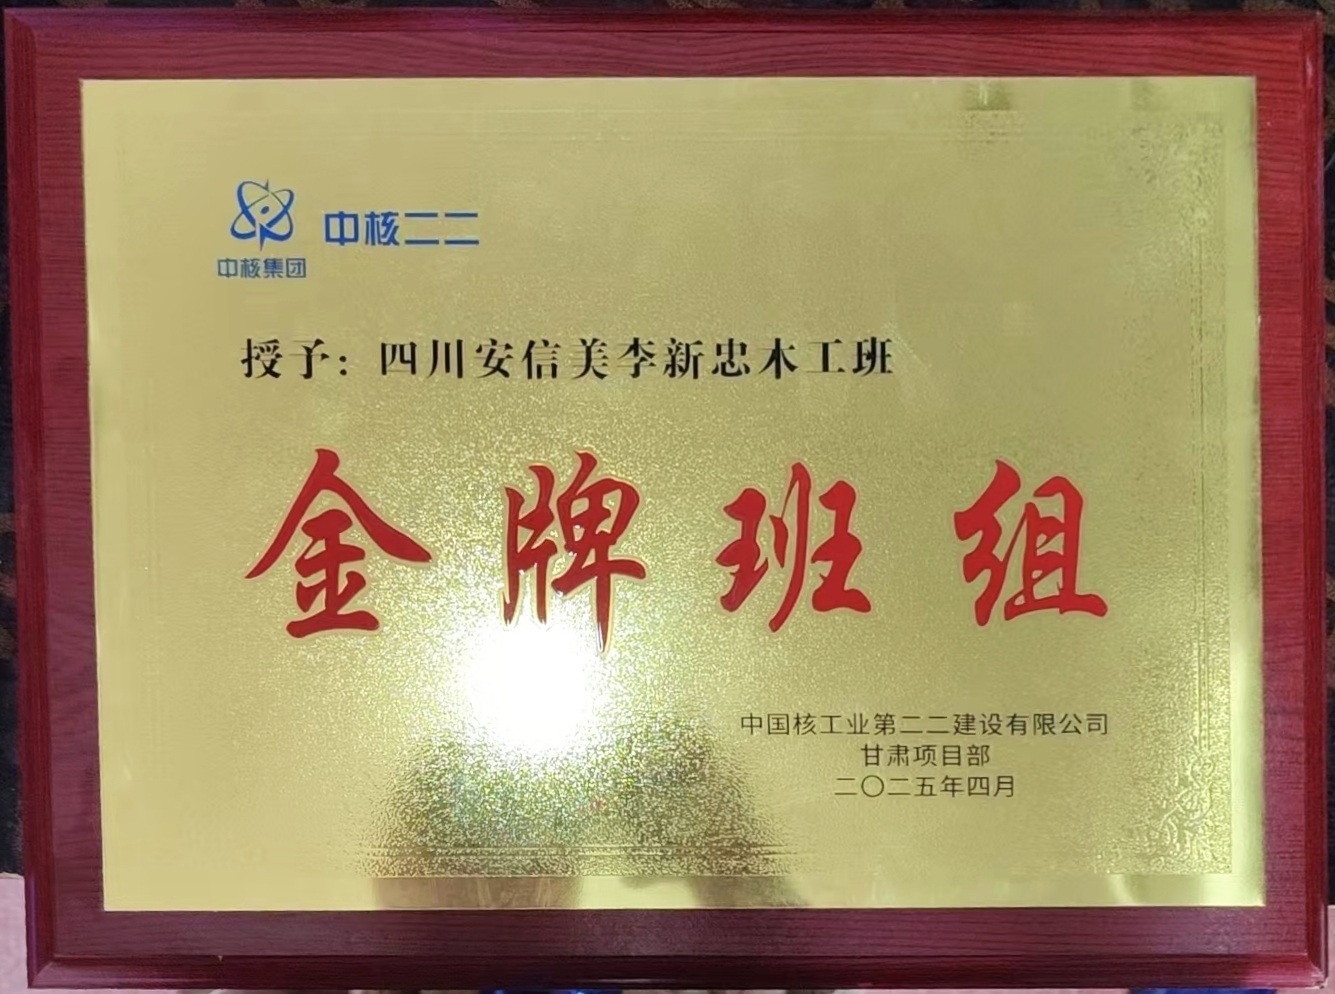 中核集团
中核二二
授予：四川安信美李新忠木工班
金牌班组
中国核工业第二二建设有限公司
甘肃项目部
二〇二五年四月